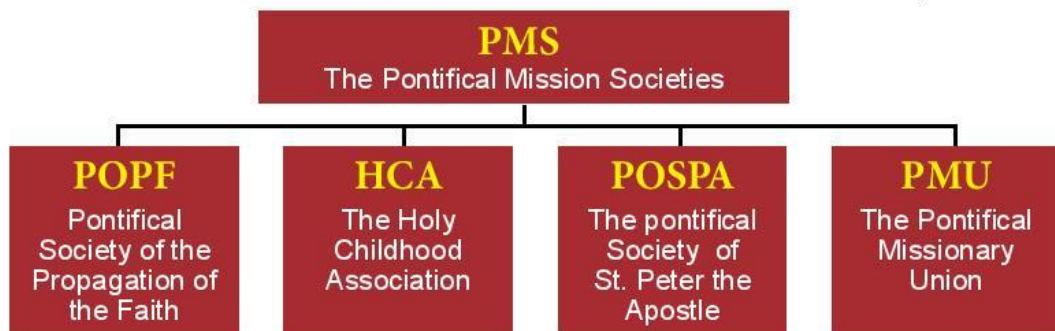 PMS
The Pontifical Mission Societies
POPF
Pontifical
Society of the
Propagation of
the Faith
HCA
The Holy
Childhood
Association
POSPA
The pontifical
Society of
St. Peter the
Apostle
PMU
The Pontifical
Missionary
Union